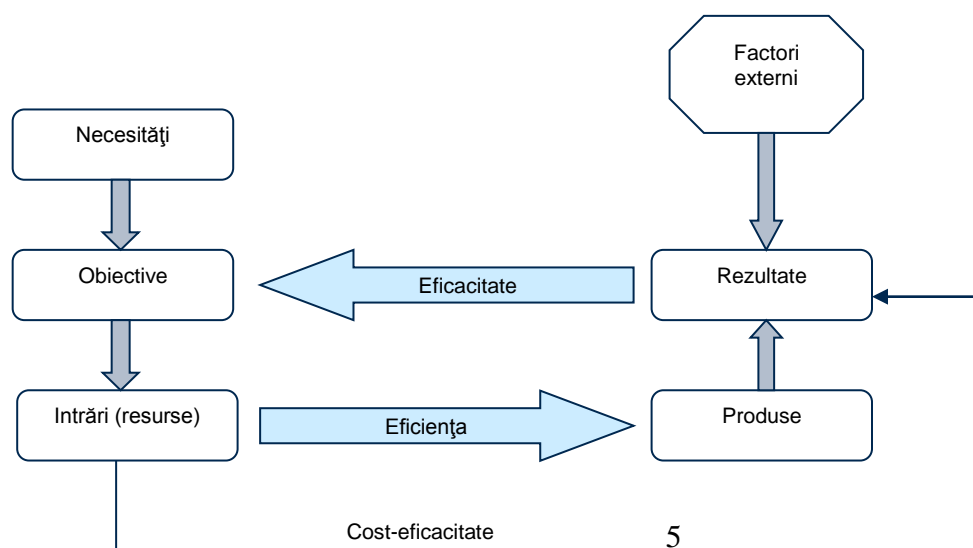 Factori
externi
Necesităţi
Obiective
Eficacitate
Rezultate
Intrări (resurse)
Eficienţa
Produse
Cost-eficacitate
5